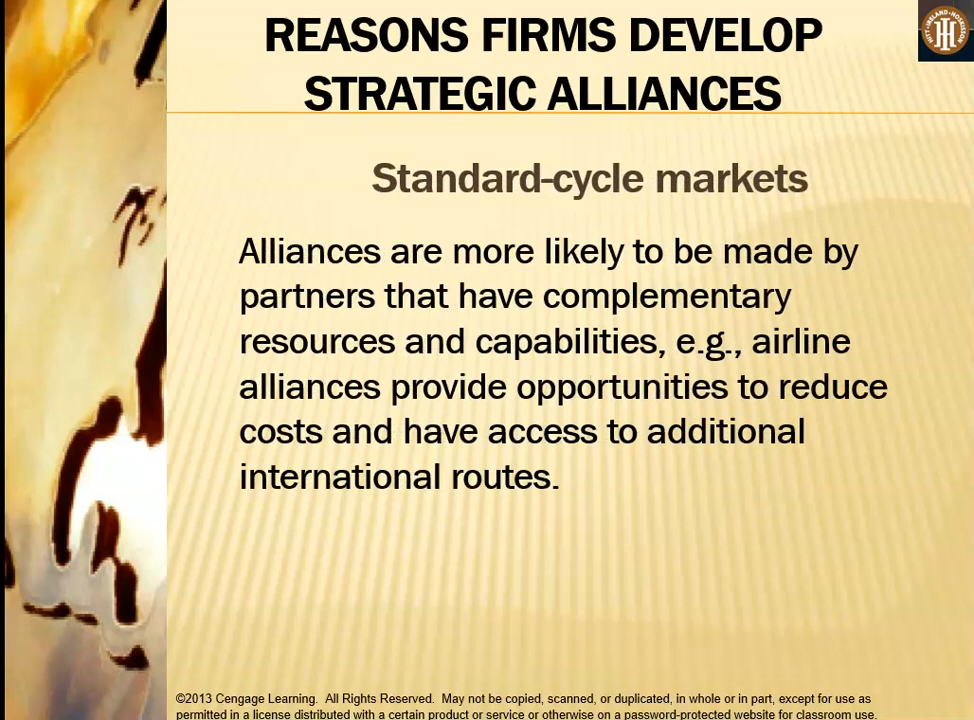 REASONS FIRMS DEVELOP
STRATEGIC ALLIANCES
HITT·IRELAND·HOSKISSON
Standard-cycle markets
Alliances are more likely to be made by
partners that have complementary
resources and capabilities, e.g., airline
alliances provide opportunities to reduce
costs and have access to additional
international routes.
©2013 Cengage Learning.  All Rights Reserved.  May not be copied, scanned, or duplicated, in whole or in part, except for use as
permitted in a license distributed with a certain product or service or otherwise on a password-protected website for classroom use.